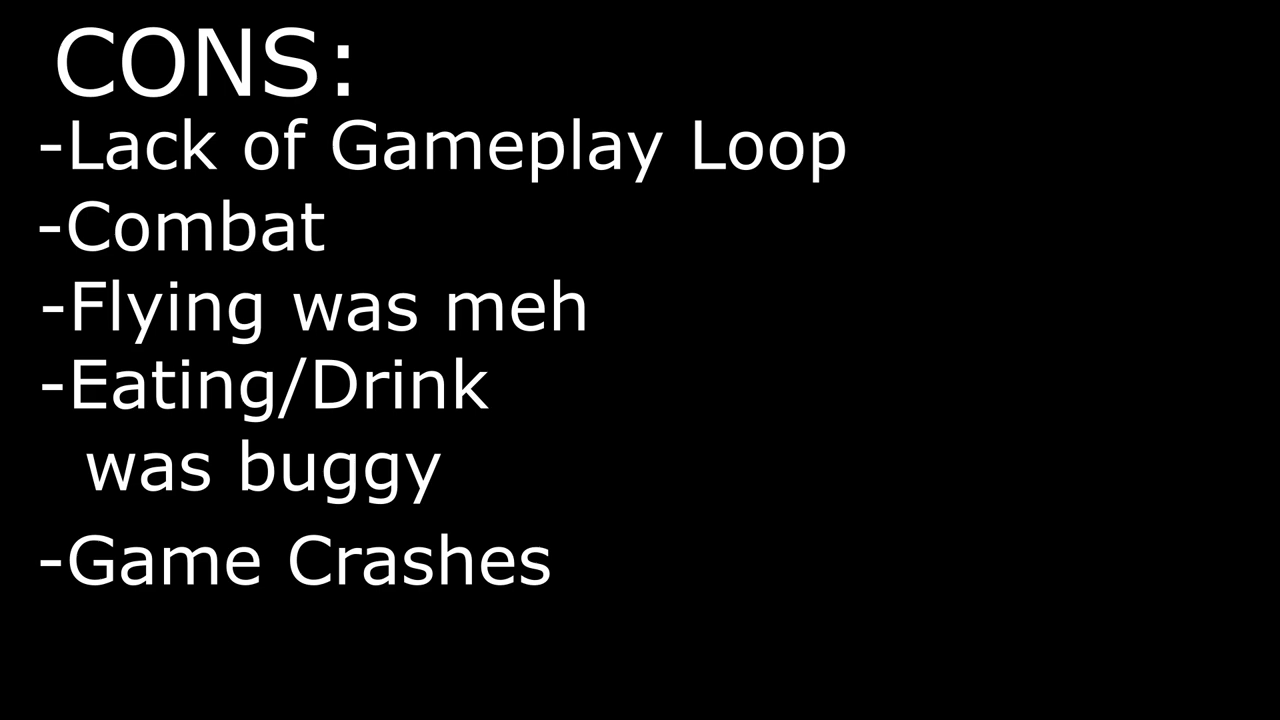 CONS:
-Lack of Gameplay Loop
-Combat
-Flying was meh
-Eating/Drink
was buggy
-Game Crashes